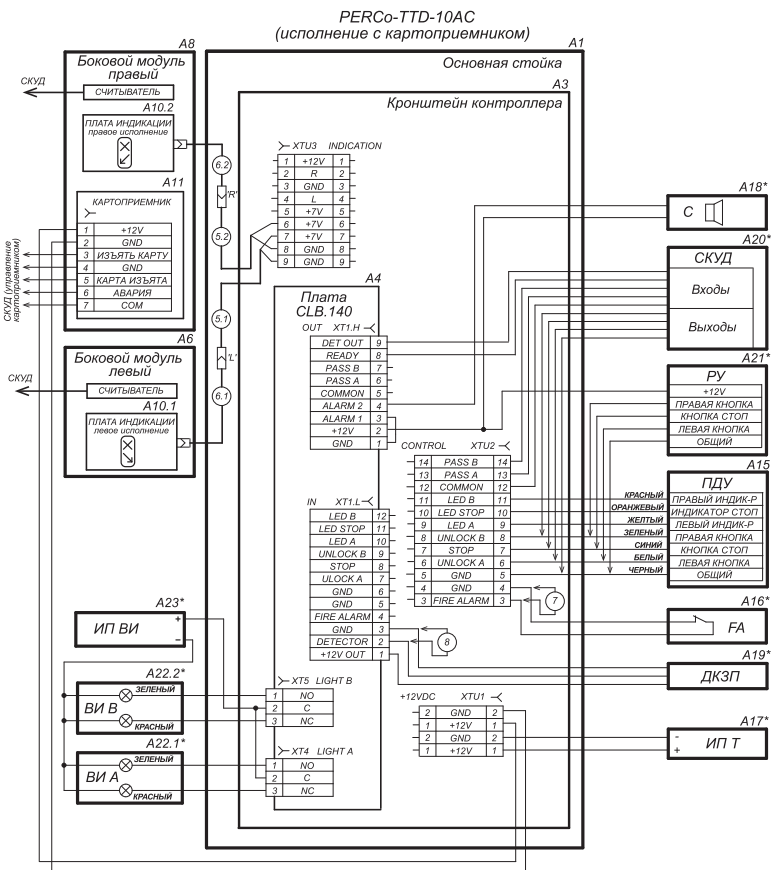 PERCo-TTD-10AC
(исполнение с картоприемником)
A8
Боковой модуль
правый
СКУД
СЧИТЫВАТЕЛЬ
A10.2
ПЛАТА ИНДИКАЦИИ
правое исполнение
A11
КАРТОПРИЕМНИК
1 +12V
2 GND
3 ИЗЪЯТЬ КАРТУ
4 GND
5 КАРТА ИЗЪЯТА
6 АВАРИЯ
7 COM
СКУД (управление
картоприемником)
A6
Боковой модуль
левый
СКУД
СЧИТЫВАТЕЛЬ
A10.1
ПЛАТА ИНДИКАЦИИ
левое исполнение
A1
Основная стойка
A3
Кронштейн контроллера
6.2
'R'
5.2
5.1
'L'
6.1
XTU3 INDICATION
1 +12V 1
2 R 2
3 GND 3
4 L 4
5 +7V 5
6 +7V 6
7 +7V 7
8 GND 8
9 GND 9
A4
Плата
CLB.140
OUT XT1.H
DET OUT 9
READY 8
PASS B 7
PASS A 6
COMMON 5
ALARM 2 4
ALARM 1 3
+12V 2
GND 1
CONTROL XTU2
14 PASS B 14
13 PASS A 13
12 COMMON 12
11 LED B 11
10 LED STOP 10
9 LED A 9
8 UNLOCK B 8
7 STOP 7
6 UNLOCK A 6
5 GND 5
4 GND 4
3 FIRE ALARM 3
7
IN XT1.L
LED B 12
LED STOP 11
LED A 10
UNLOCK B 9
STOP 8
ULOCK A 7
GND 6
GND 5
FIRE ALARM 4
GND 3
DETECTOR 2
+12V OUT 1
8
XT5 LIGHT B
1 NO
2 C
3 NC
XT4 LIGHT A
1 NO
2 C
3 NC
+12VDC XTU1
2 GND 2
1 +12V 1
2 GND 2
1 +12V 1
A23*
ИП ВИ
+
−
A22.2*
ВИ B
ЗЕЛЕНЫЙ
КРАСНЫЙ
A22.1*
ВИ A
ЗЕЛЕНЫЙ
КРАСНЫЙ
A18*
C
A20*
СКУД
Входы
Выходы
A21*
РУ
+12V
ПРАВАЯ КНОПКА
КНОПКА СТОП
ЛЕВАЯ КНОПКА
ОБЩИЙ
A15
ПДУ
КРАСНЫЙ ПРАВЫЙ ИНДИК-Р
ОРАНЖЕВЫЙ ИНДИКАТОР СТОП
ЖЕЛТЫЙ ЛЕВЫЙ ИНДИК-Р
ЗЕЛЕНЫЙ ПРАВАЯ КНОПКА
СИНИЙ КНОПКА СТОП
БЕЛЫЙ ЛЕВАЯ КНОПКА
ЧЕРНЫЙ ОБЩИЙ
A16*
FA
A19*
ДКЗП
A17*
-
+
ИП Т